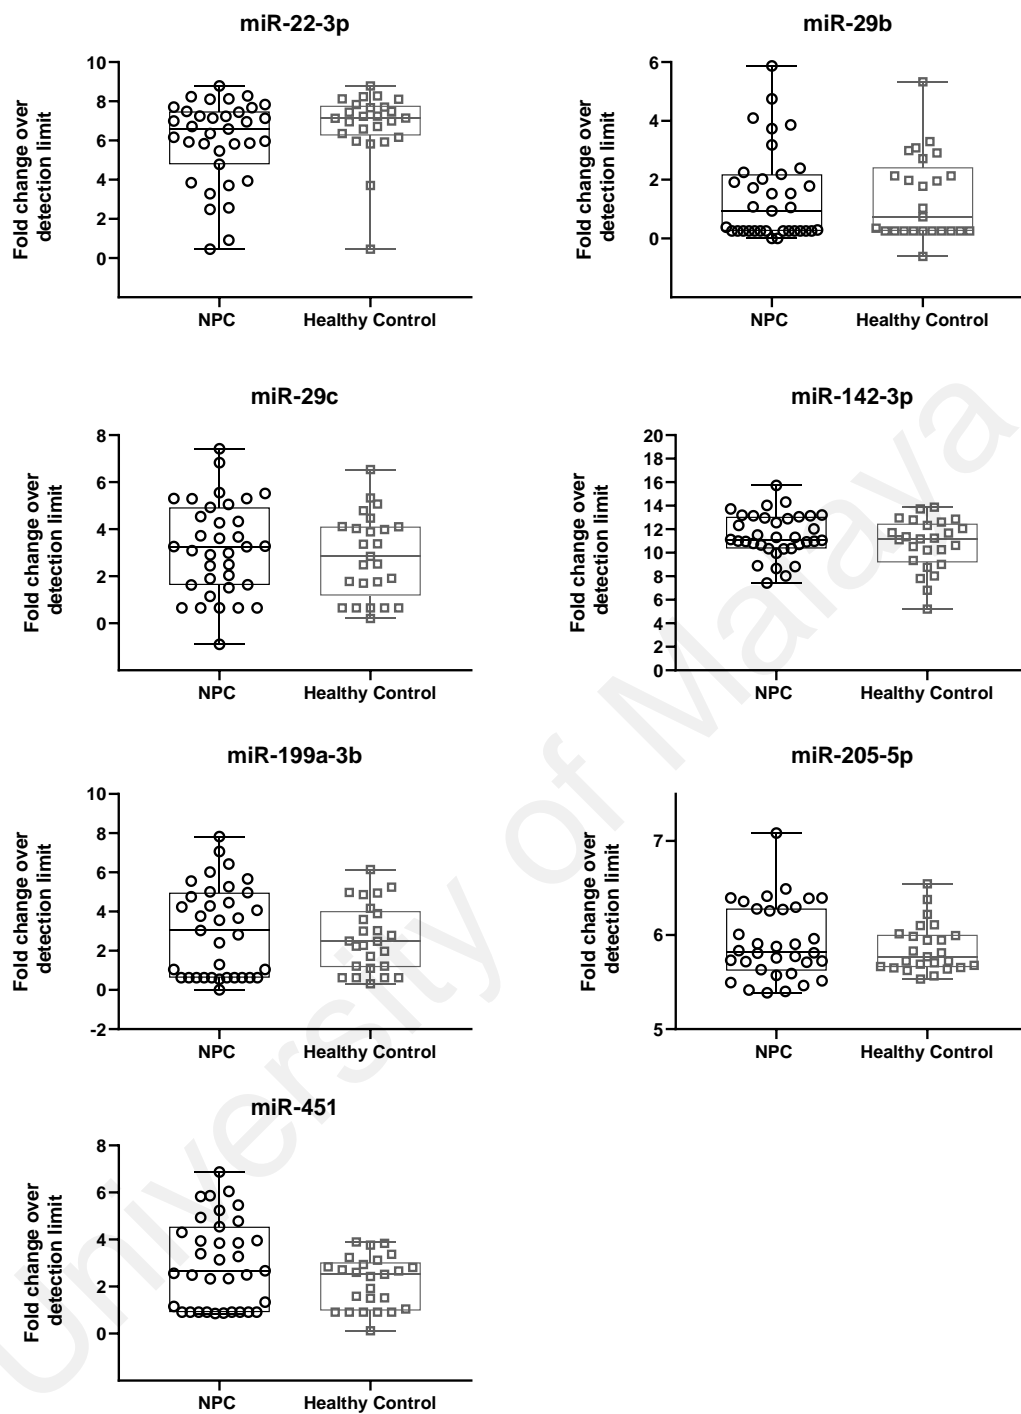 miR-22-3p
Fold change over
detection limit
10
8
6
4
2
0
NPC
Healthy Control
miR-29b
Fold change over
detection limit
6
4
2
0
NPC
Healthy Control
miR-29c
Fold change over
detection limit
8
6
4
2
0
NPC
Healthy Control
miR-142-3p
Fold change over
detection limit
20
18
16
14
12
10
8
6
4
2
0
NPC
Healthy Control
miR-199a-3b
Fold change over
detection limit
10
8
6
4
2
0
-2
NPC
Healthy Control
miR-205-5p
Fold change over
detection limit
7
6
5
NPC
Healthy Control
miR-451
Fold change over
detection limit
8
6
4
2
0
NPC
Healthy Control
University of Malaya